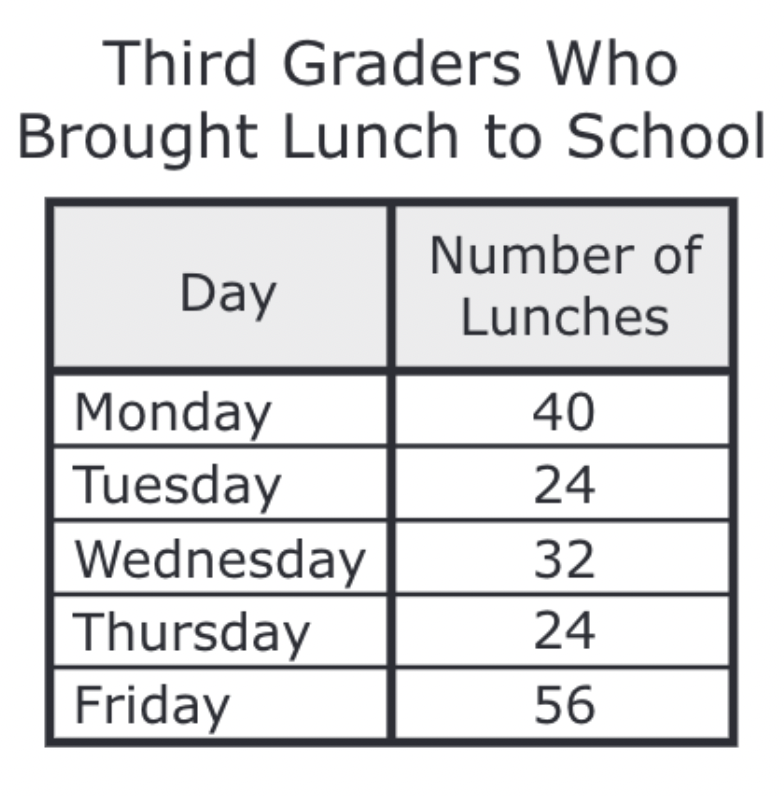 Third Graders Who
Brought Lunch to School
Day
Number of
Lunches
Monday 40
Tuesday 24
Wednesday 32
Thursday 24
Friday 56